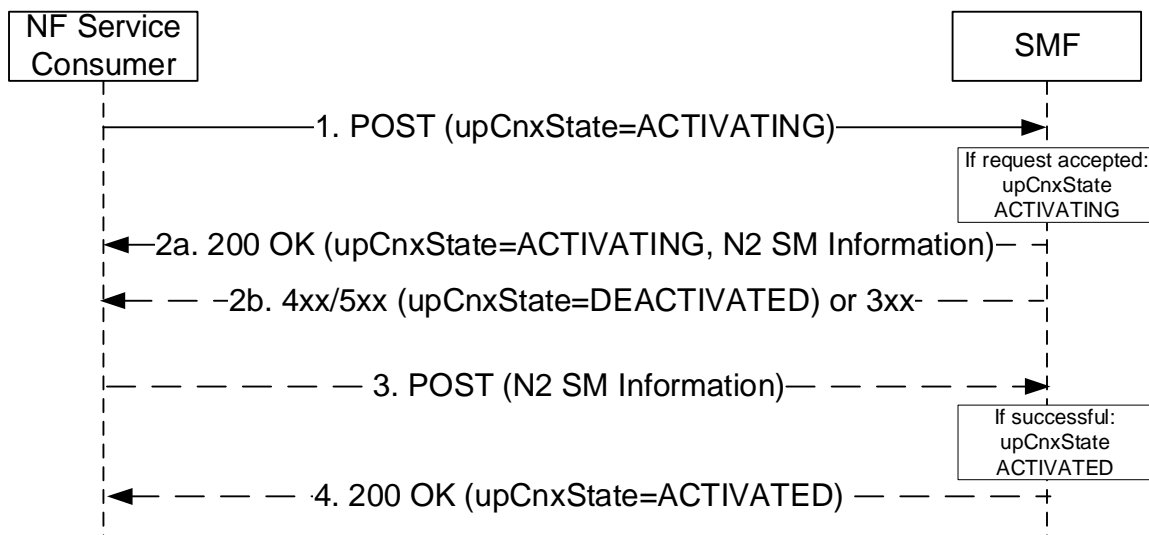 NF Service
Consumer
SMF
1. POST (upCnxState=ACTIVATING)
If request accepted:
upCnxState
ACTIVATING
2a. 200 OK (upCnxState=ACTIVATING, N2 SM Information)
2b. 4xx/5xx (upCnxState=DEACTIVATED) or 3xx
3. POST (N2 SM Information)
If successful:
upCnxState
ACTIVATED
4. 200 OK (upCnxState=ACTIVATED)